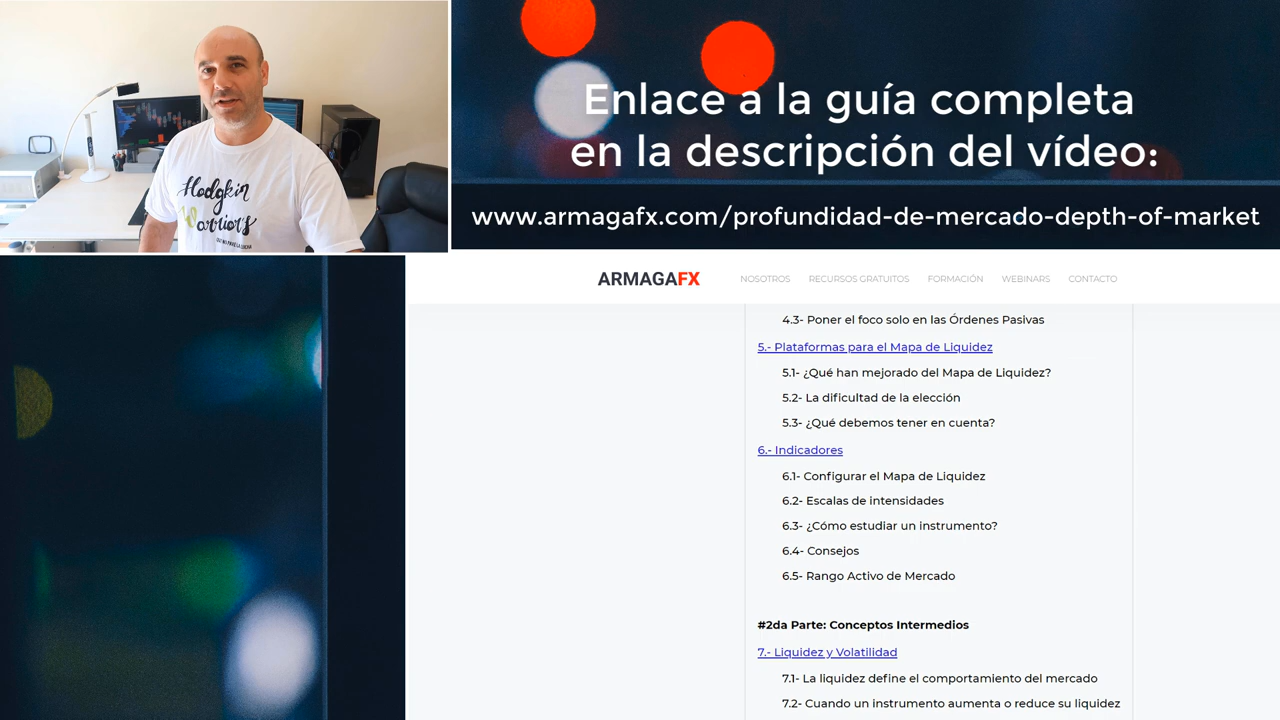 Enlace a la guía completa
en la descripción del vídeo:
www.armagafx.com/profundidad-de-mercado-depth-of-market
Hodgkin
Warriors
ARMAGAFX
NOSOTROS RECURSOS GRATUITOS FORMACIÓN WEBINARS CONTACTO
4.3- Poner el foco solo en las Órdenes Pasivas
5.- Plataformas para el Mapa de Liquidez
5.1- ¿Qué han mejorado del Mapa de Liquidez?
5.2- La dificultad de la elección
5.3- ¿Qué debemos tener en cuenta?
6.- Indicadores
6.1- Configurar el Mapa de Liquidez
6.2- Escalas de intensidades
6.3- ¿Cómo estudiar un instrumento?
6.4- Consejos
6.5- Rango Activo de Mercado
#2da Parte: Conceptos Intermedios
7.- Liquidez y Volatilidad
7.1- La liquidez define el comportamiento del mercado
7.2- Cuando un instrumento aumenta o reduce su liquidez